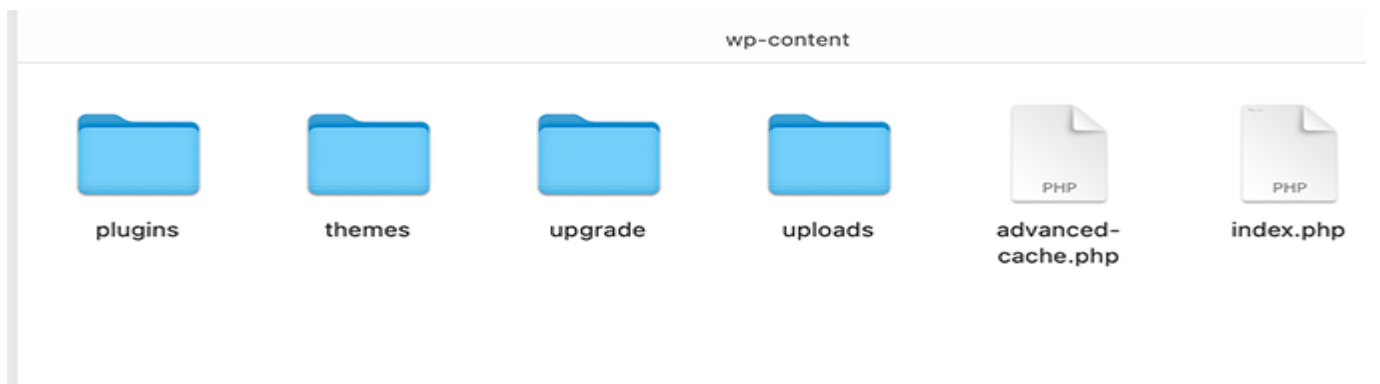 wp-content
plugins
themes
upgrade
uploads
PHP
advanced-
cache.php
PHP
index.php